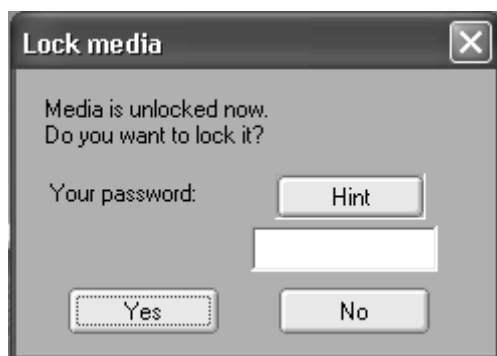 Lock media
Media is unlocked now.
Do you want to lock it?
Your password:
Hint
Yes
No